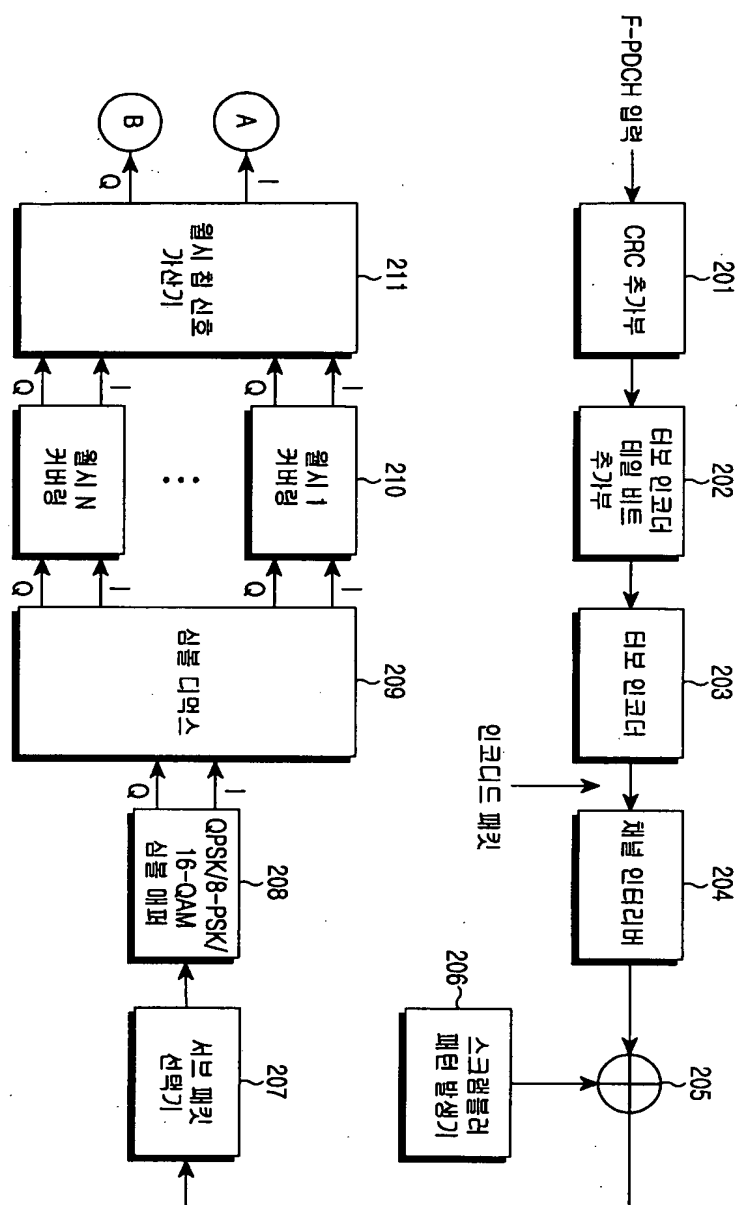 F-PDCH 입력
201
CRC 추가부
202
터보 인코더
테일 비트
추가부
203
터보 인코더
인코디드 패킷
204
채널 인터리버
205
206
스크램블러
패턴 발생기
207
서브 패킷
선택기
208
QPSK/8-PSK/
16-QAM
심볼 매퍼
I
Q
209
심볼 디먹스
I
Q
I
Q
210
월시 1
커버링
...
월시 N
커버링
I
Q
I
Q
211
월시 칩 신호
가산기
I
Q
A
B